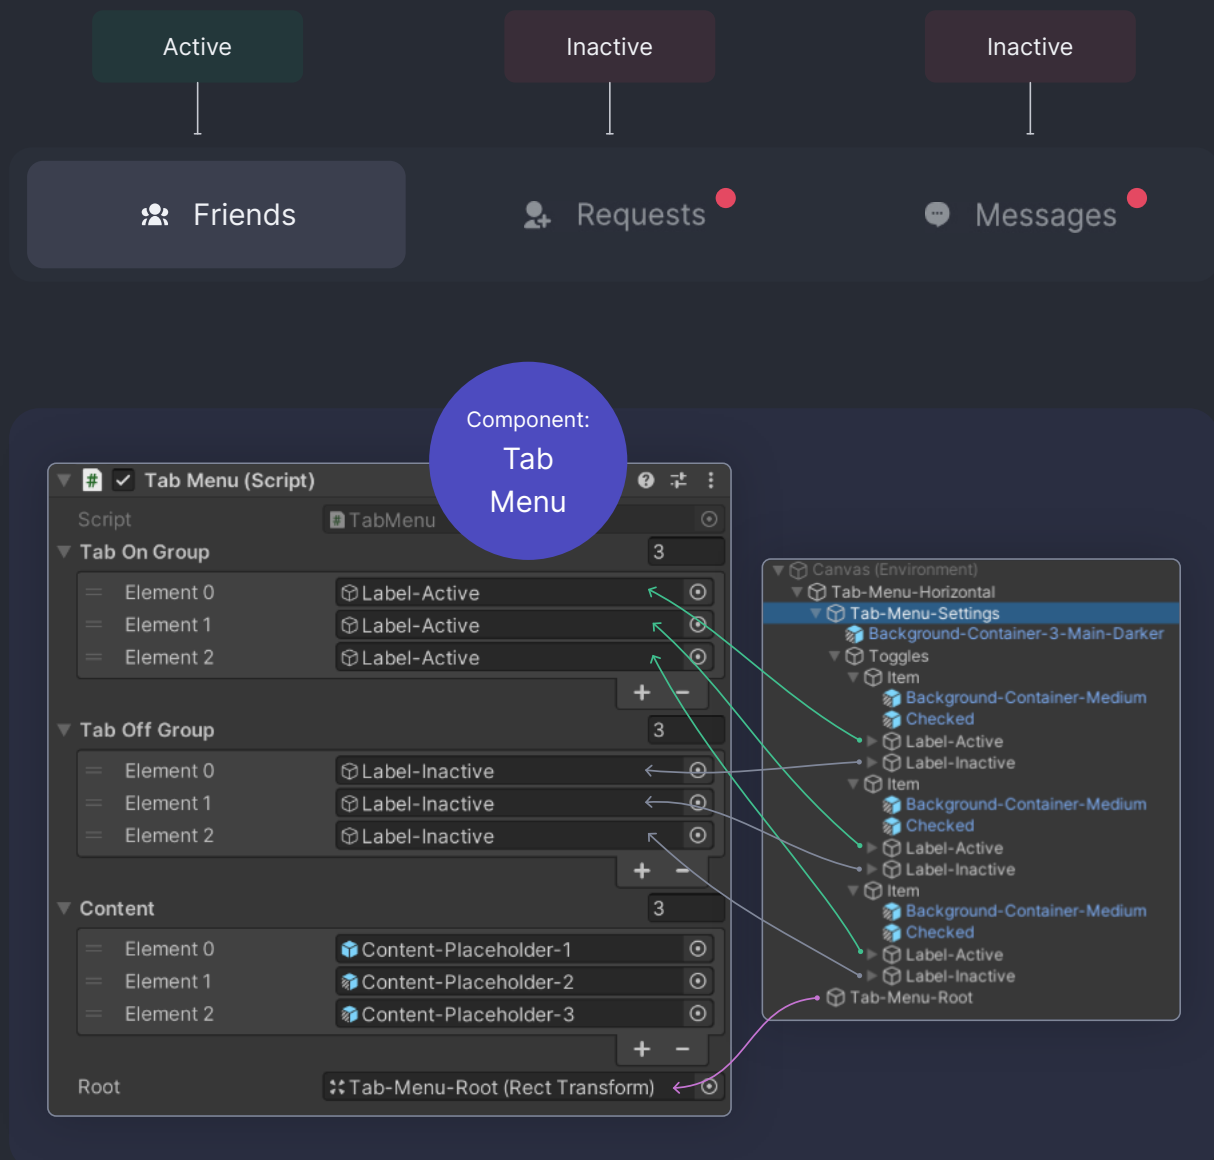 Active
Inactive
Inactive
Friends
Requests
Messages
Component:
Tab
Menu
Tab Menu (Script)
Script
TabMenu
Tab On Group
3
Element 0
Label-Active
Element 1
Label-Active
Element 2
Label-Active
Tab Off Group
3
Element 0
Label-Inactive
Element 1
Label-Inactive
Element 2
Label-Inactive
Content
3
Element 0
Content-Placeholder-1
Element 1
Content-Placeholder-2
Element 2
Content-Placeholder-3
Root
Tab-Menu-Root (Rect Transform)
Canvas (Environment)
Tab-Menu-Horizontal
Tab-Menu-Settings
Background-Container-3-Main-Darker
Toggles
Item
Background-Container-Medium
Checked
Label-Active
Label-Inactive
Item
Background-Container-Medium
Checked
Label-Active
Label-Inactive
Item
Background-Container-Medium
Checked
Label-Active
Label-Inactive
Tab-Menu-Root